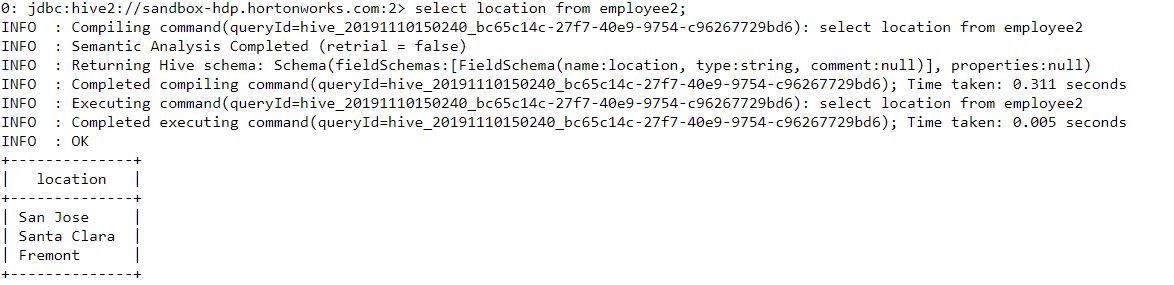 0: jdbc:hive2://sandbox-hdp.hortonworks.com:2> select location from employee2;
INFO  : Compiling command(queryId=hive_20191110150240_bc65c14c-27f7-40e9-9754-c96267729bd6): select location from employee2
INFO  : Semantic Analysis Completed (retrial = false)
INFO  : Returning Hive schema: Schema(fieldSchemas:[FieldSchema(name:location, type:string, comment:null)], properties:null)
INFO  : Completed compiling command(queryId=hive_20191110150240_bc65c14c-27f7-40e9-9754-c96267729bd6); Time taken: 0.311 seconds
INFO  : Executing command(queryId=hive_20191110150240_bc65c14c-27f7-40e9-9754-c96267729bd6): select location from employee2
INFO  : Completed executing command(queryId=hive_20191110150240_bc65c14c-27f7-40e9-9754-c96267729bd6); Time taken: 0.005 seconds
INFO  : OK
+--------------+
|   location   |
+--------------+
| San Jose     |
| Santa Clara  |
| Fremont      |
+--------------+